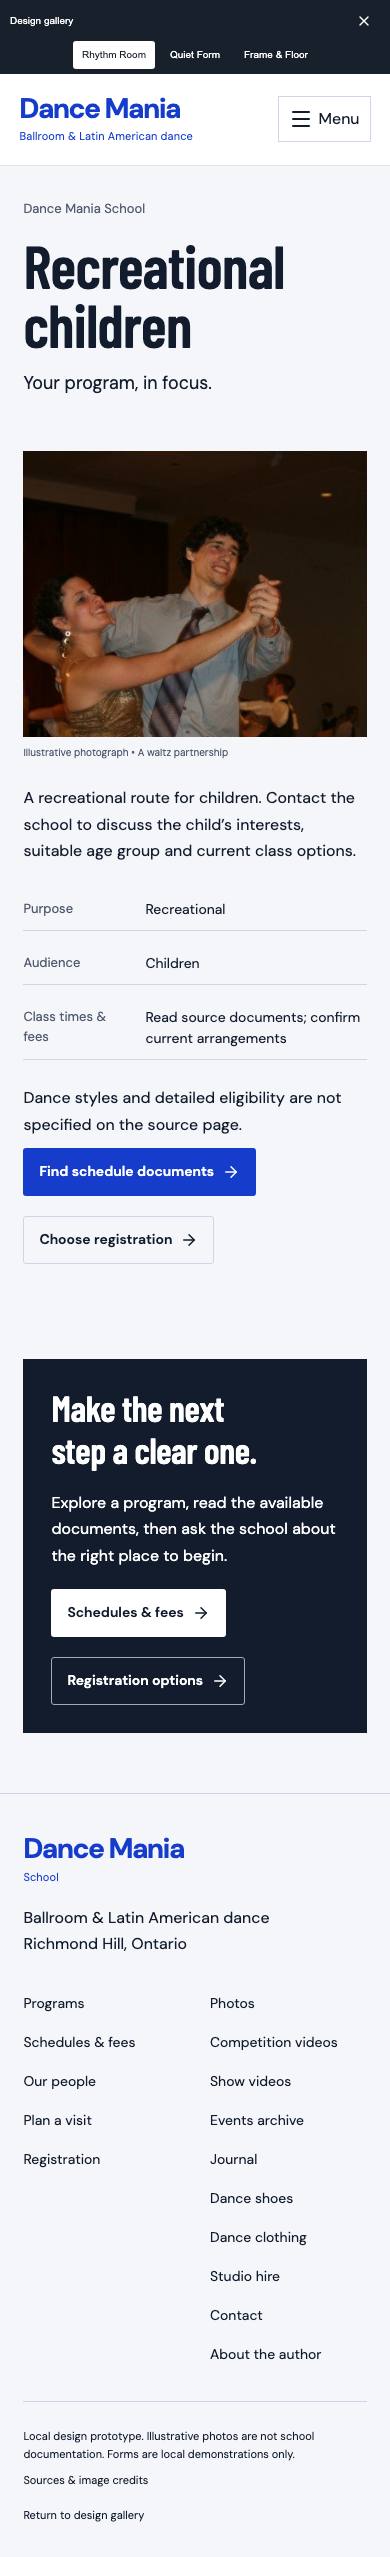 Design gallery
Rhythm Room
Quiet Form
Frame & Floor
Dance Mania
Ballroom & Latin American dance
Menu
Dance Mania School
Recreational
children
Your program, in focus.
Illustrative photograph • A waltz partnership
A recreational route for children. Contact the
school to discuss the child’s interests,
suitable age group and current class options.
Purpose
Recreational
Audience
Children
Class times &
fees
Read source documents; confirm
current arrangements
Dance styles and detailed eligibility are not
specified on the source page.
Find schedule documents
Choose registration
Make the next
step a clear one.
Explore a program, read the available
documents, then ask the school about
the right place to begin.
Schedules & fees
Registration options
Dance Mania
School
Ballroom & Latin American dance
Richmond Hill, Ontario
Programs
Schedules & fees
Our people
Plan a visit
Registration
Photos
Competition videos
Show videos
Events archive
Journal
Dance shoes
Dance clothing
Studio hire
Contact
About the author
Local design prototype. Illustrative photos are not school
documentation. Forms are local demonstrations only.
Sources & image credits
Return to design gallery